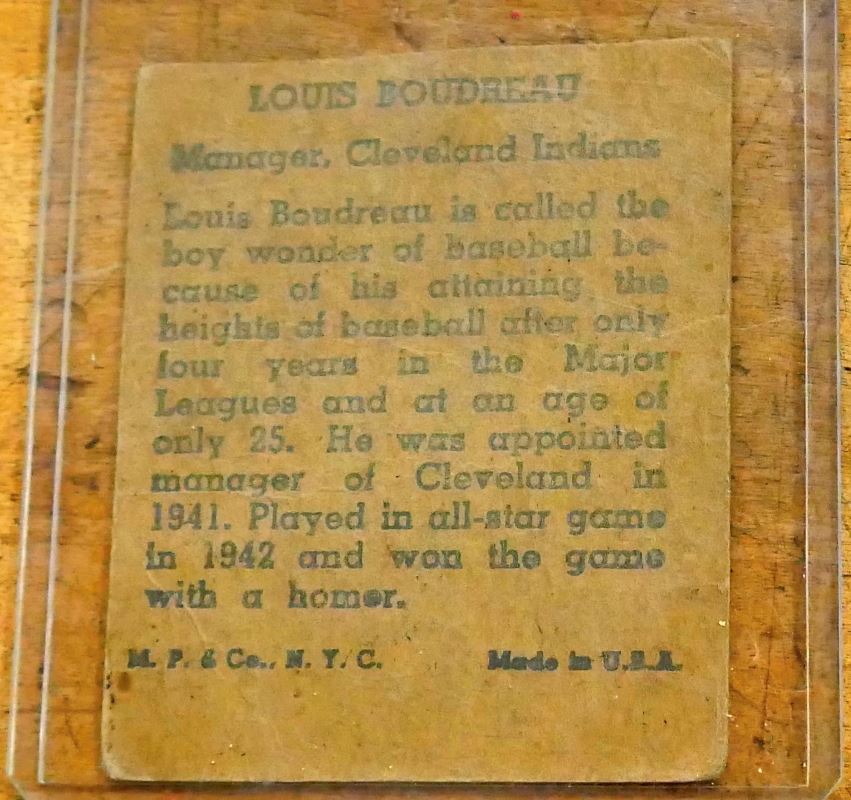 LOUIS BOUDREAU
Manager, Cleveland Indians
Louis Boudreau is called the
boy wonder of baseball be-
cause of his attaining the
heights of baseball after only
four years in the Major
Leagues and at an age of
only 25. He was appointed
manager of Cleveland in
1941. Played in all-star game
in 1942 and won the game
with a homer.
M. P. & Co., N. Y. C. Made in U.S.A.